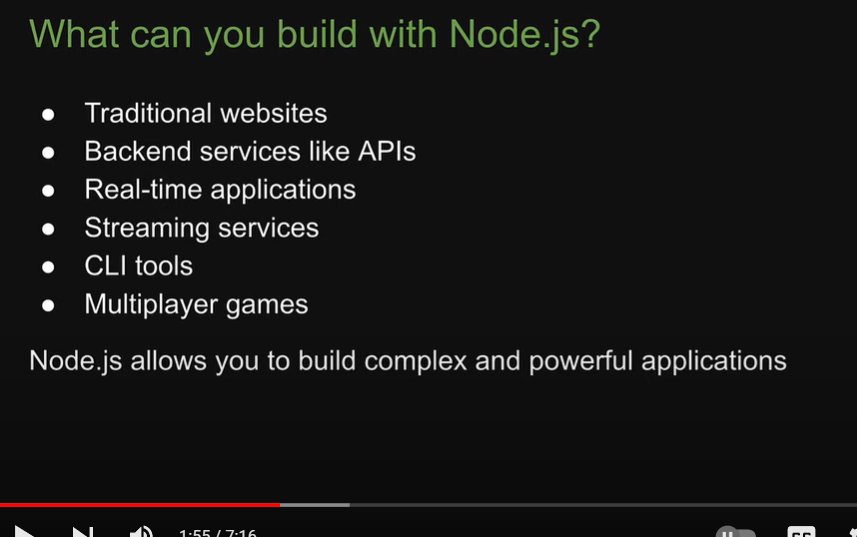 What can you build with Node.js?
● Traditional websites
● Backend services like APIs
● Real-time applications
● Streaming services
● CLI tools
● Multiplayer games
Node.js allows you to build complex and powerful applications
1:55 / 7:16